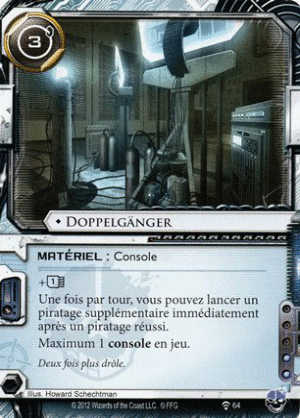 3
• DOPPELGÄNGER
MATÉRIEL : Console
+1
Une fois par tour, vous pouvez lancer un
piratage supplémentaire immédiatement
après un piratage réussi.
Maximum 1 console en jeu.
Deux fois plus drôle.
Illus. Howard Schechtman
© 2012 Wizards of the Coast LLC. © FFG 64